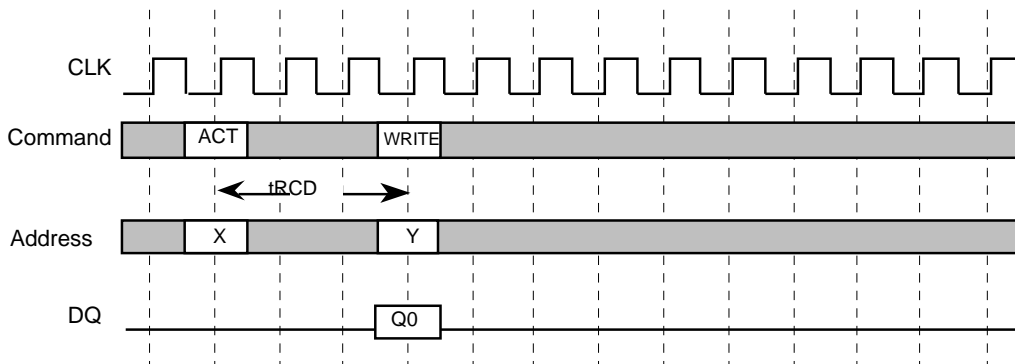 CLK
Command ACT WRITE
tRCD
Address X Y
DQ Q0